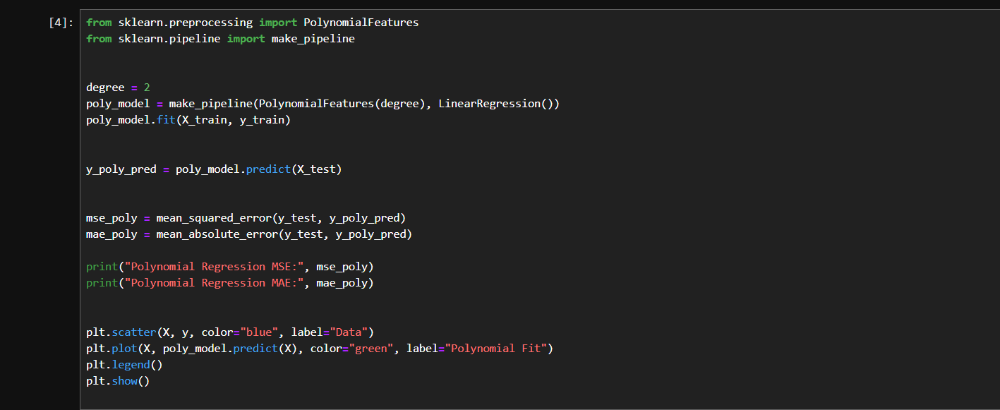 [4]:
from sklearn.preprocessing import PolynomialFeatures
from sklearn.pipeline import make_pipeline
degree = 2
poly_model = make_pipeline(PolynomialFeatures(degree), LinearRegression())
poly_model.fit(X_train, y_train)
y_poly_pred = poly_model.predict(X_test)
mse_poly = mean_squared_error(y_test, y_poly_pred)
mae_poly = mean_absolute_error(y_test, y_poly_pred)
print("Polynomial Regression MSE:", mse_poly)
print("Polynomial Regression MAE:", mae_poly)
plt.scatter(X, y, color="blue", label="Data")
plt.plot(X, poly_model.predict(X), color="green", label="Polynomial Fit")
plt.legend()
plt.show()